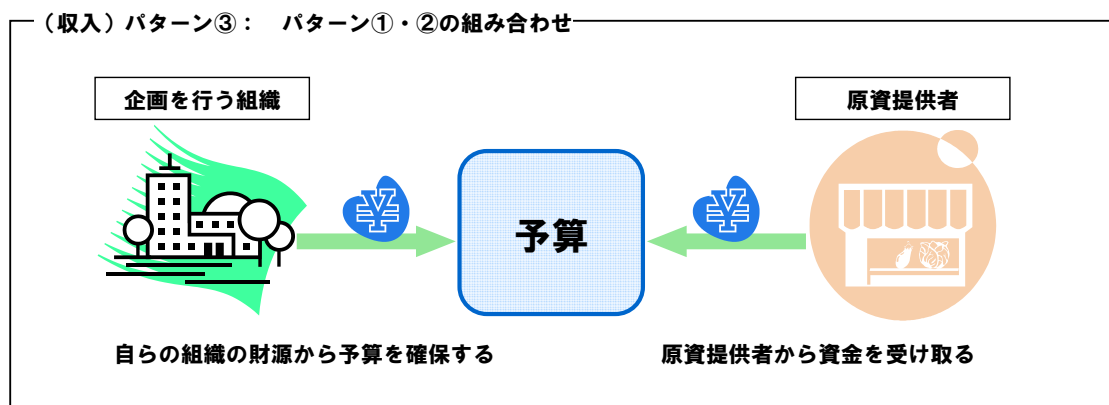 （収入）パターン③：　パターン①・②の組み合わせ
企画を行う組織
原資提供者
¥
¥
予算
自らの組織の財源から予算を確保する
原資提供者から資金を受け取る